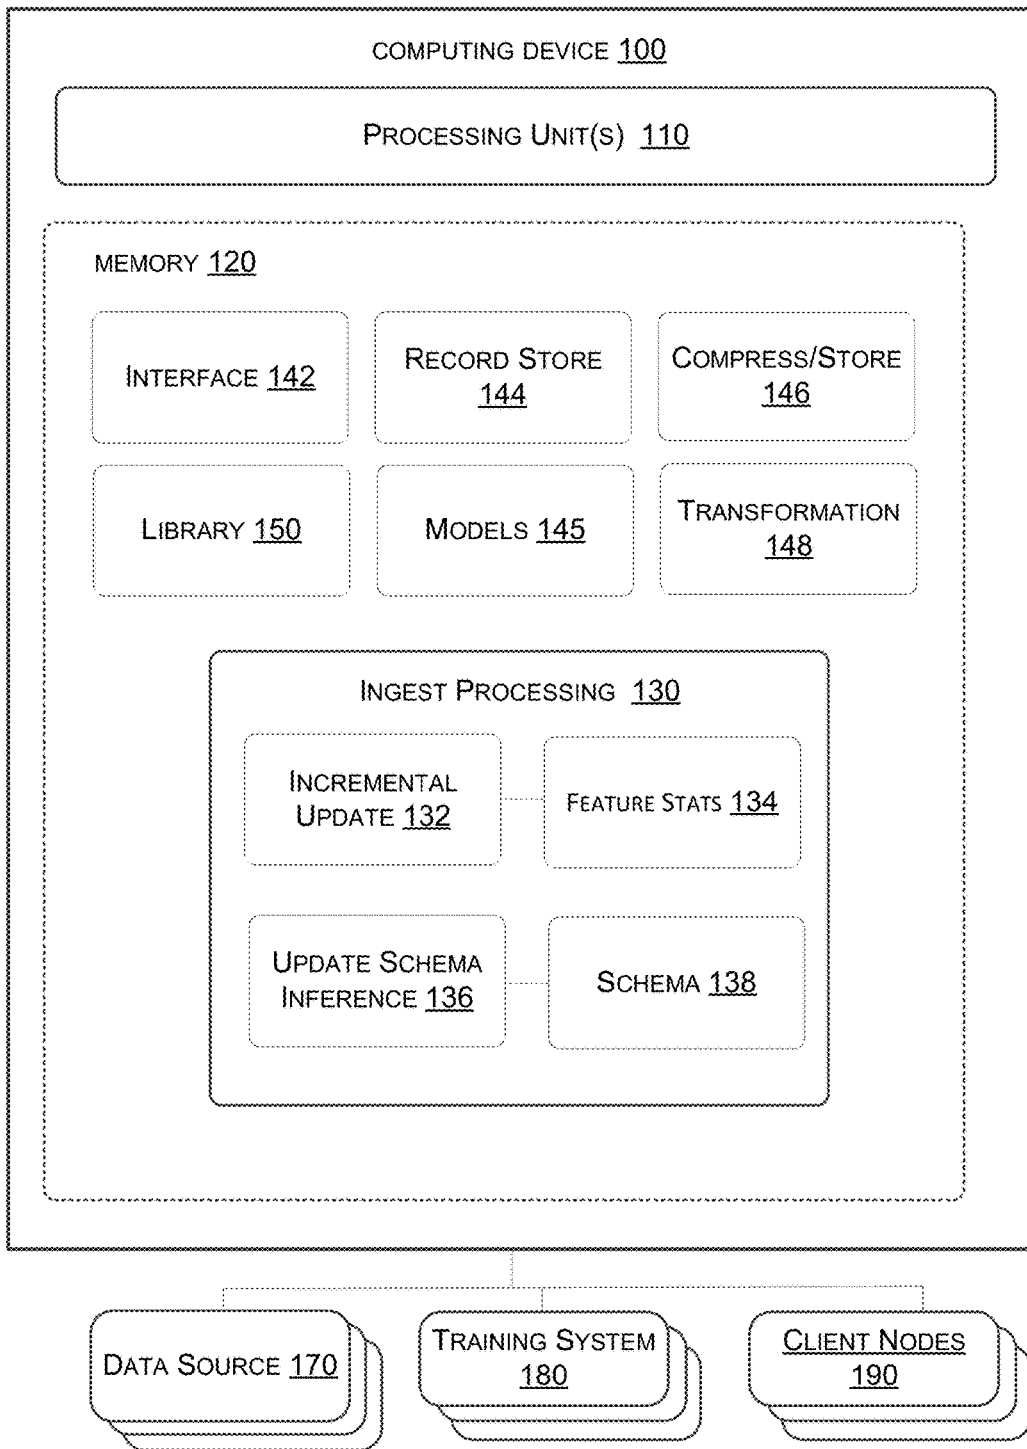 COMPUTING DEVICE 100
PROCESSING UNIT(S) 110
MEMORY 120
INTERFACE 142
RECORD STORE
144
COMPRESS/STORE
146
LIBRARY 150
MODELS 145
TRANSFORMATION
148
INGEST PROCESSING 130
INCREMENTAL
UPDATE 132
FEATURE STATS 134
UPDATE SCHEMA
INFERENCE 136
SCHEMA 138
DATA SOURCE 170
TRAINING SYSTEM
180
CLIENT NODES
190